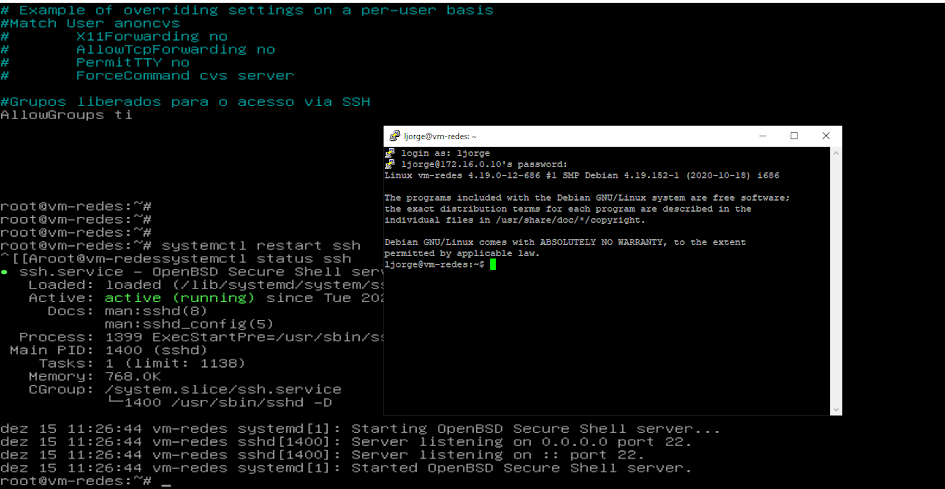 # Example of overriding settings on a per-user basis
#Match User anoncvs
#       X11Forwarding no
#       AllowTcpForwarding no
#       PermitTTY no
#       ForceCommand cvs server
#Grupos liberados para o acesso via SSH
AllowGroups ti
root@vm-redes:~#
root@vm-redes:~#
root@vm-redes:~#
root@vm-redes:~# systemctl restart ssh
^[[Aroot@vm-redessystemctl status ssh
● ssh.service - OpenBSD Secure Shell ser
Loaded: loaded (/lib/systemd/system/ss
Active: active (running) since Tue 202
Docs: man:sshd(8)
man:sshd_config(5)
Process: 1399 ExecStartPre=/usr/sbin/ss
Main PID: 1400 (sshd)
Tasks: 1 (limit: 1138)
Memory: 768.0K
CGroup: /system.slice/ssh.service
└─1400 /usr/sbin/sshd -D
dez 15 11:26:44 vm-redes systemd[1]: Starting OpenBSD Secure Shell server...
dez 15 11:26:44 vm-redes sshd[1400]: Server listening on 0.0.0.0 port 22.
dez 15 11:26:44 vm-redes sshd[1400]: Server listening on :: port 22.
dez 15 11:26:44 vm-redes systemd[1]: Started OpenBSD Secure Shell server.
root@vm-redes:~# _
ljorge@vm-redes: ~
login as: ljorge
ljorge@172.16.0.10's password:
Linux vm-redes 4.19.0-12-686 #1 SMP Debian 4.19.152-1 (2020-10-18) i686
The programs included with the Debian GNU/Linux system are free software;
the exact distribution terms for each program are described in the
individual files in /usr/share/doc/*/copyright.
Debian GNU/Linux comes with ABSOLUTELY NO WARRANTY, to the extent
permitted by applicable law.
ljorge@vm-redes:~$